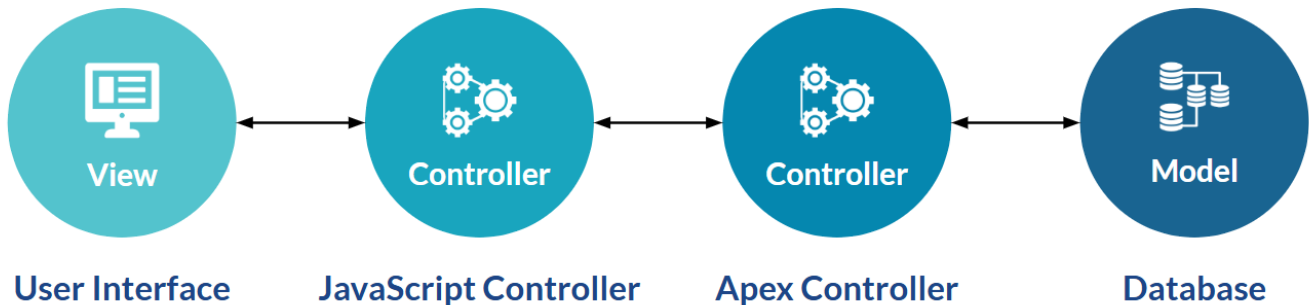 View
Controller
Controller
Model
User Interface
JavaScript Controller
Apex Controller
Database